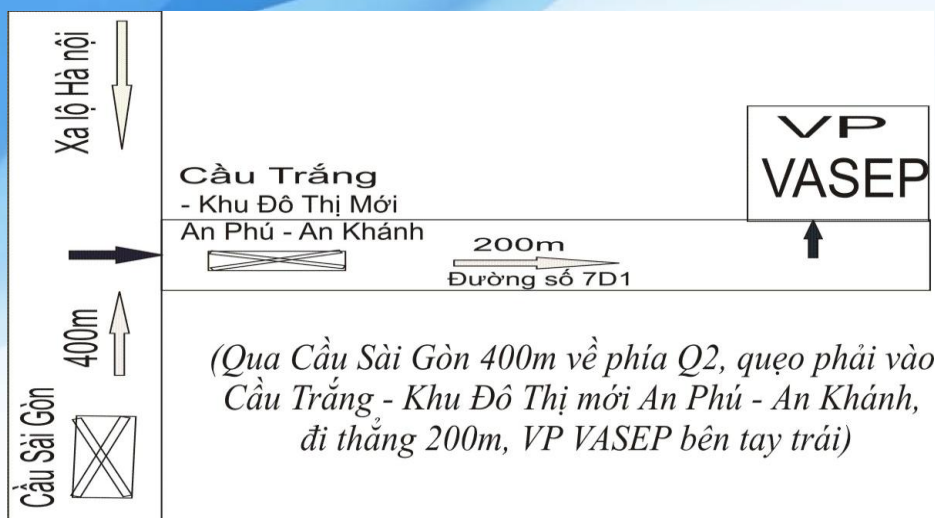 Xa lộ Hà nội
Cầu Trắng
- Khu Đô Thị Mới
An Phú - An Khánh
200m
Đường số 7D1
VP
VASEP
400m
Cầu Sài Gòn
(Qua Cầu Sài Gòn 400m về phía Q2, quẹo phải vào
Cầu Trắng - Khu Đô Thị mới An Phú - An Khánh,
đi thẳng 200m, VP VASEP bên tay trái)